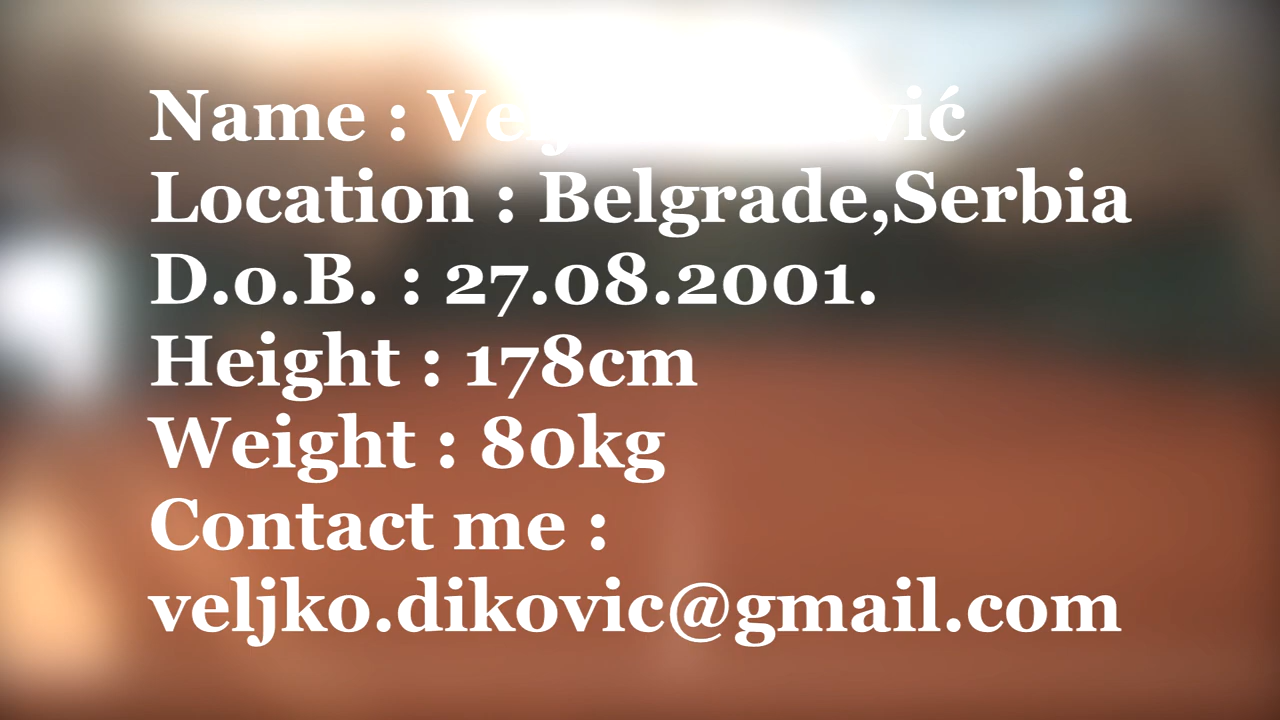 Name :
Location : Belgrade,Serbia
D.o.B. : 27.08.2001.
Height : 178cm
Weight : 80kg
Contact me :
veljko.dikovic@gmail.com